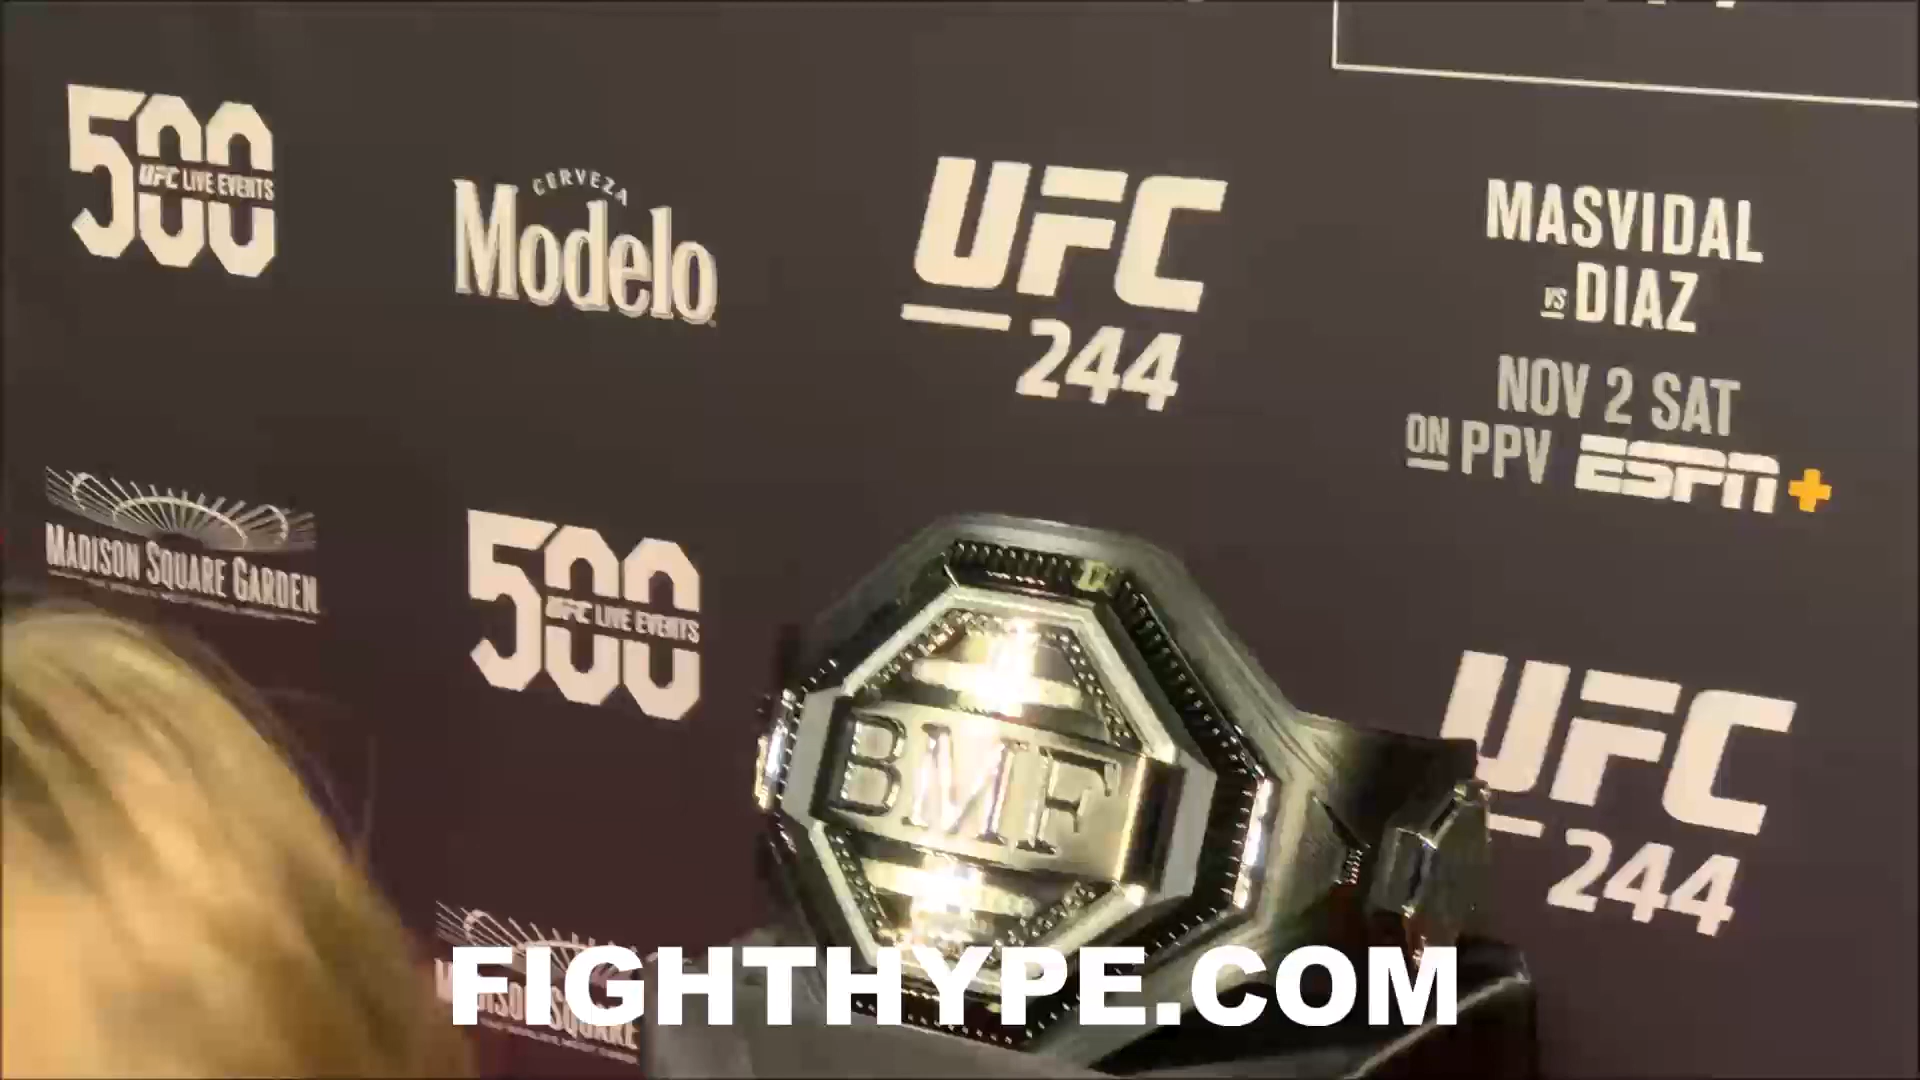 500
UFC LIVE EVENTS
CERVEZA
Modelo
UFC
244
MASVIDAL
VS DIAZ
NOV 2 SAT
ON PPV ESPN+
MADISON SQUARE GARDEN
500
UFC LIVE EVENTS
UFC
244
BMF
FIGHTHYPE.COM